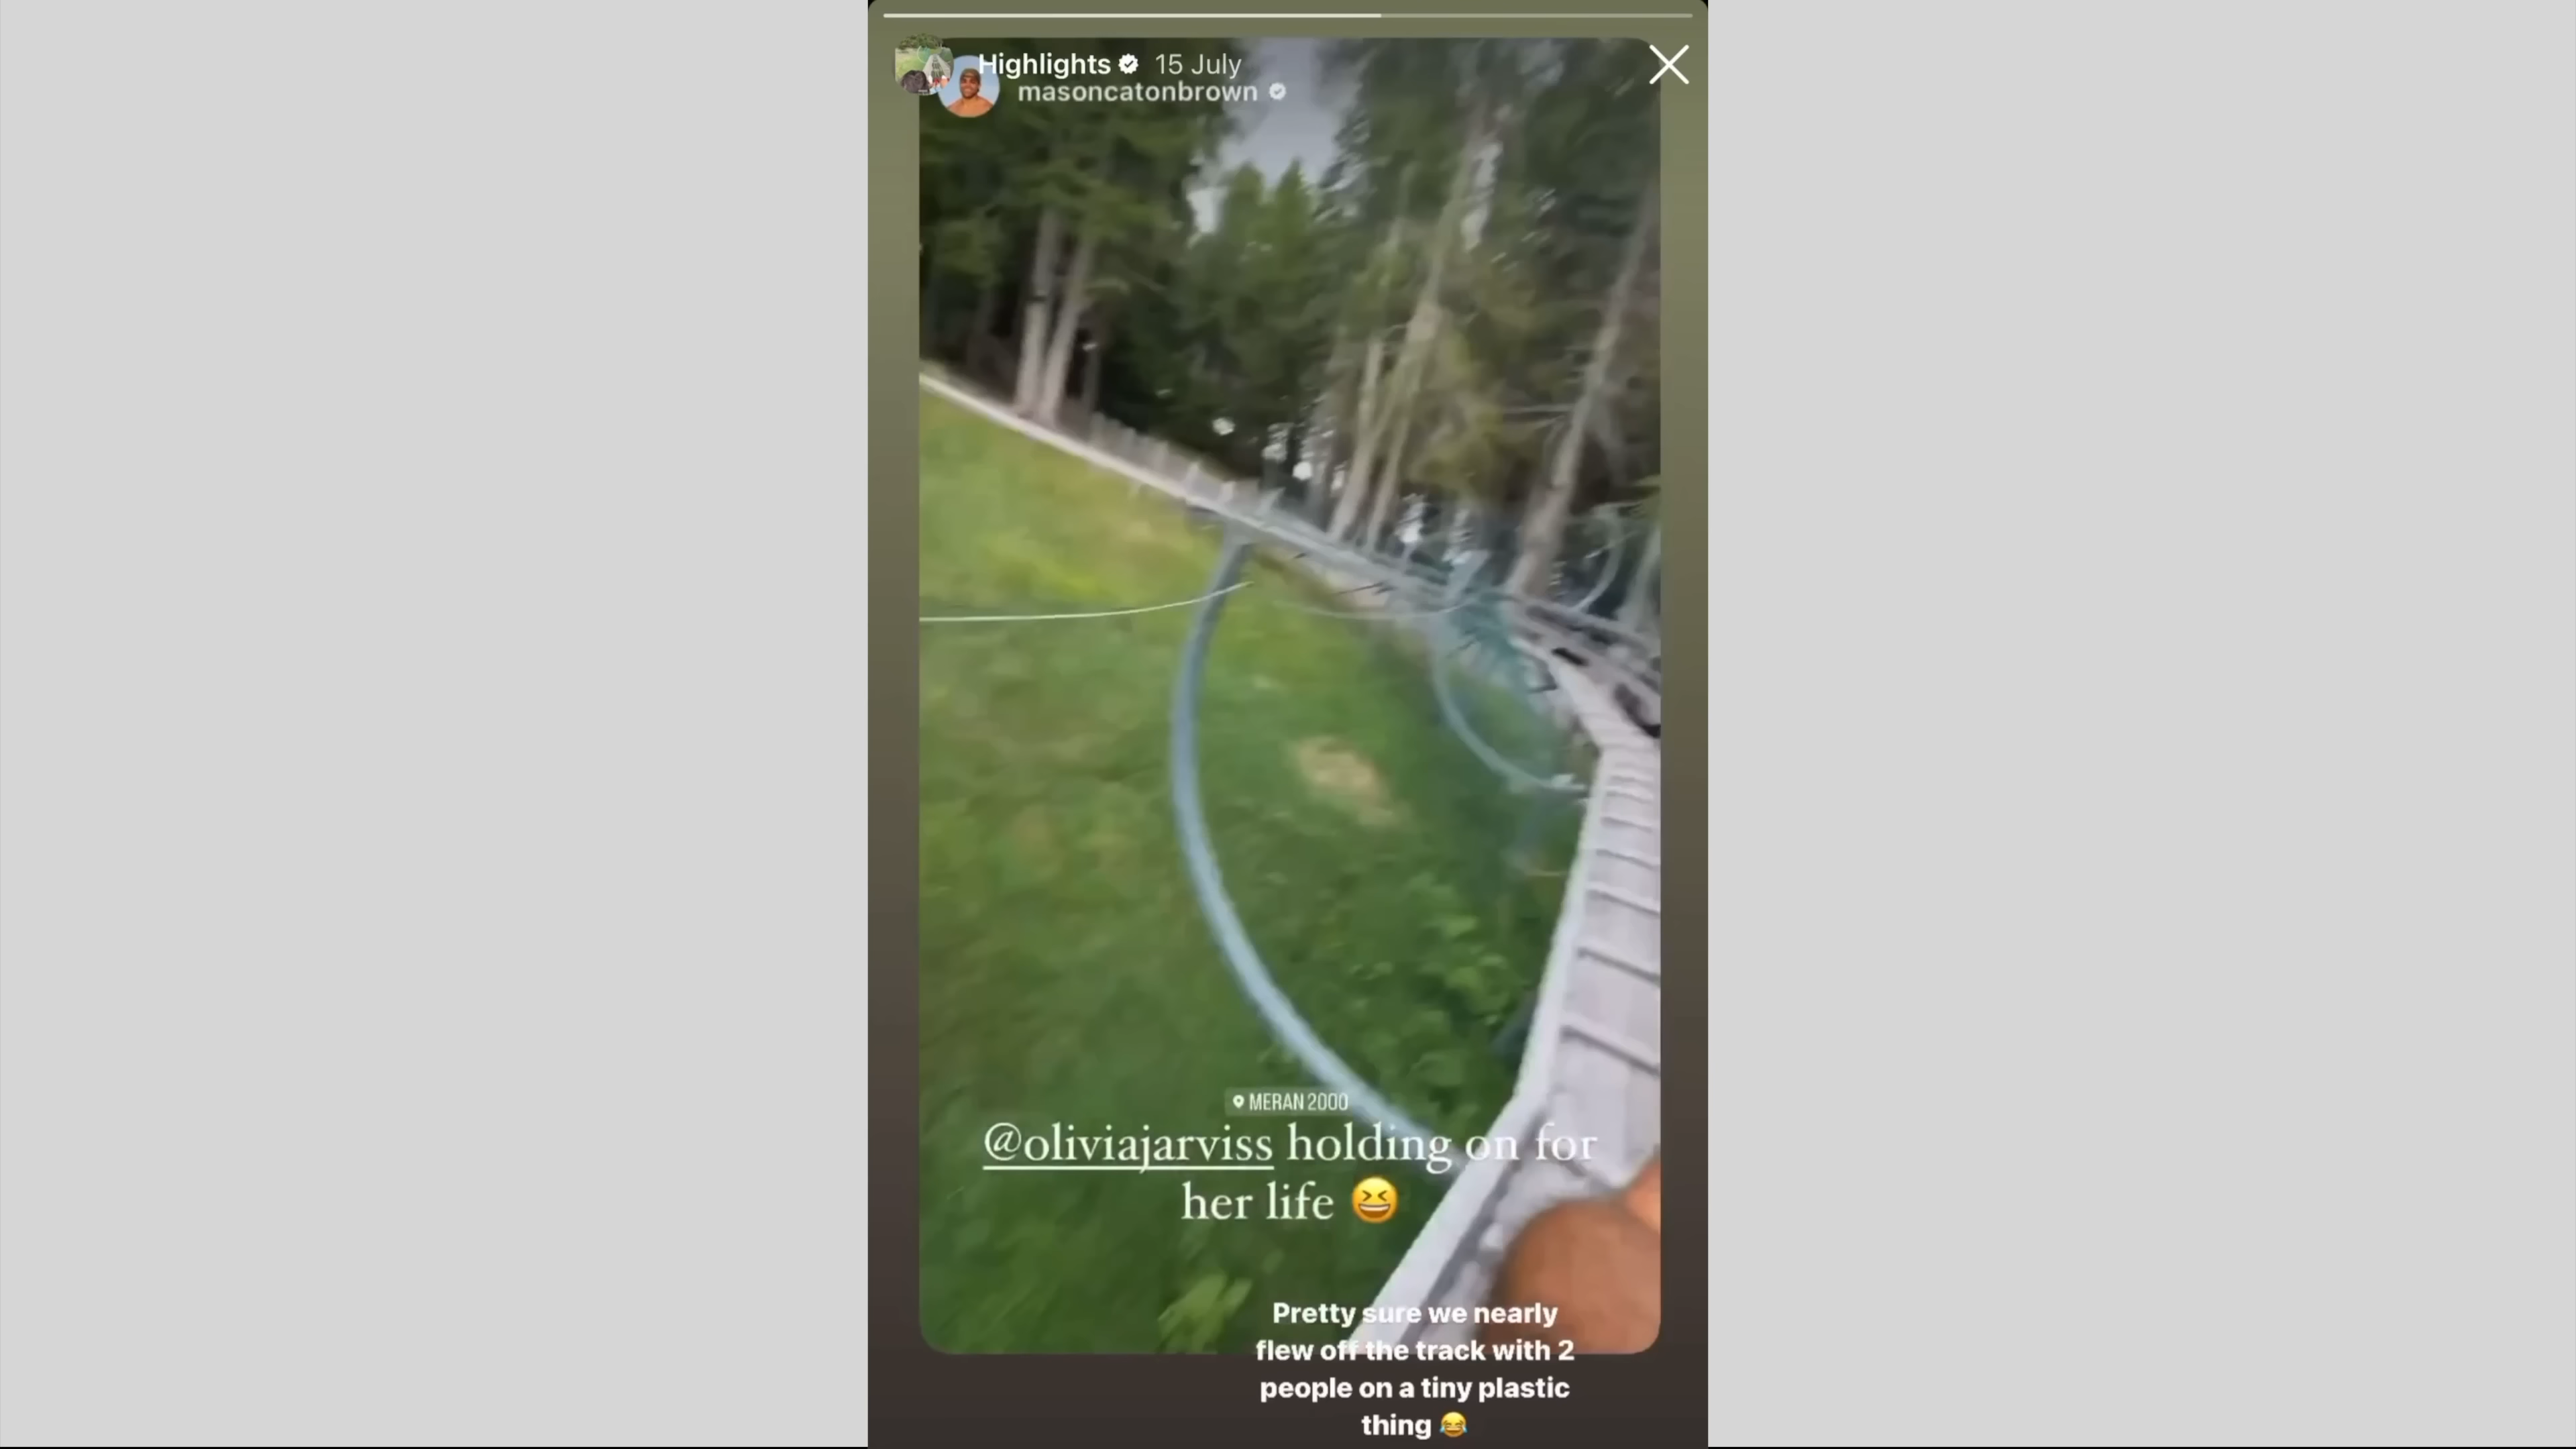 Highlights 15 July
masoncatonbrown
MERAN 2000
@oliviajarviss holding on for
her life 😆
Pretty sure we nearly
flew off the track with 2
people on a tiny plastic
thing 😂